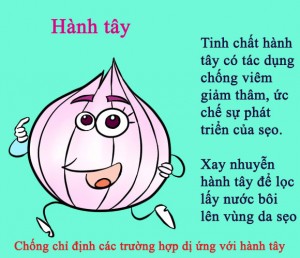 Hành tây
Tinh chất hành
tây có tác dụng
chống viêm
giảm thâm, ức
chế sự phát
triển của sẹo.
Xay nhuyễn
hành tây để lọc
lấy nước bôi
lên vùng da sẹo
Chống chỉ định các trường hợp dị ứng với hành tây